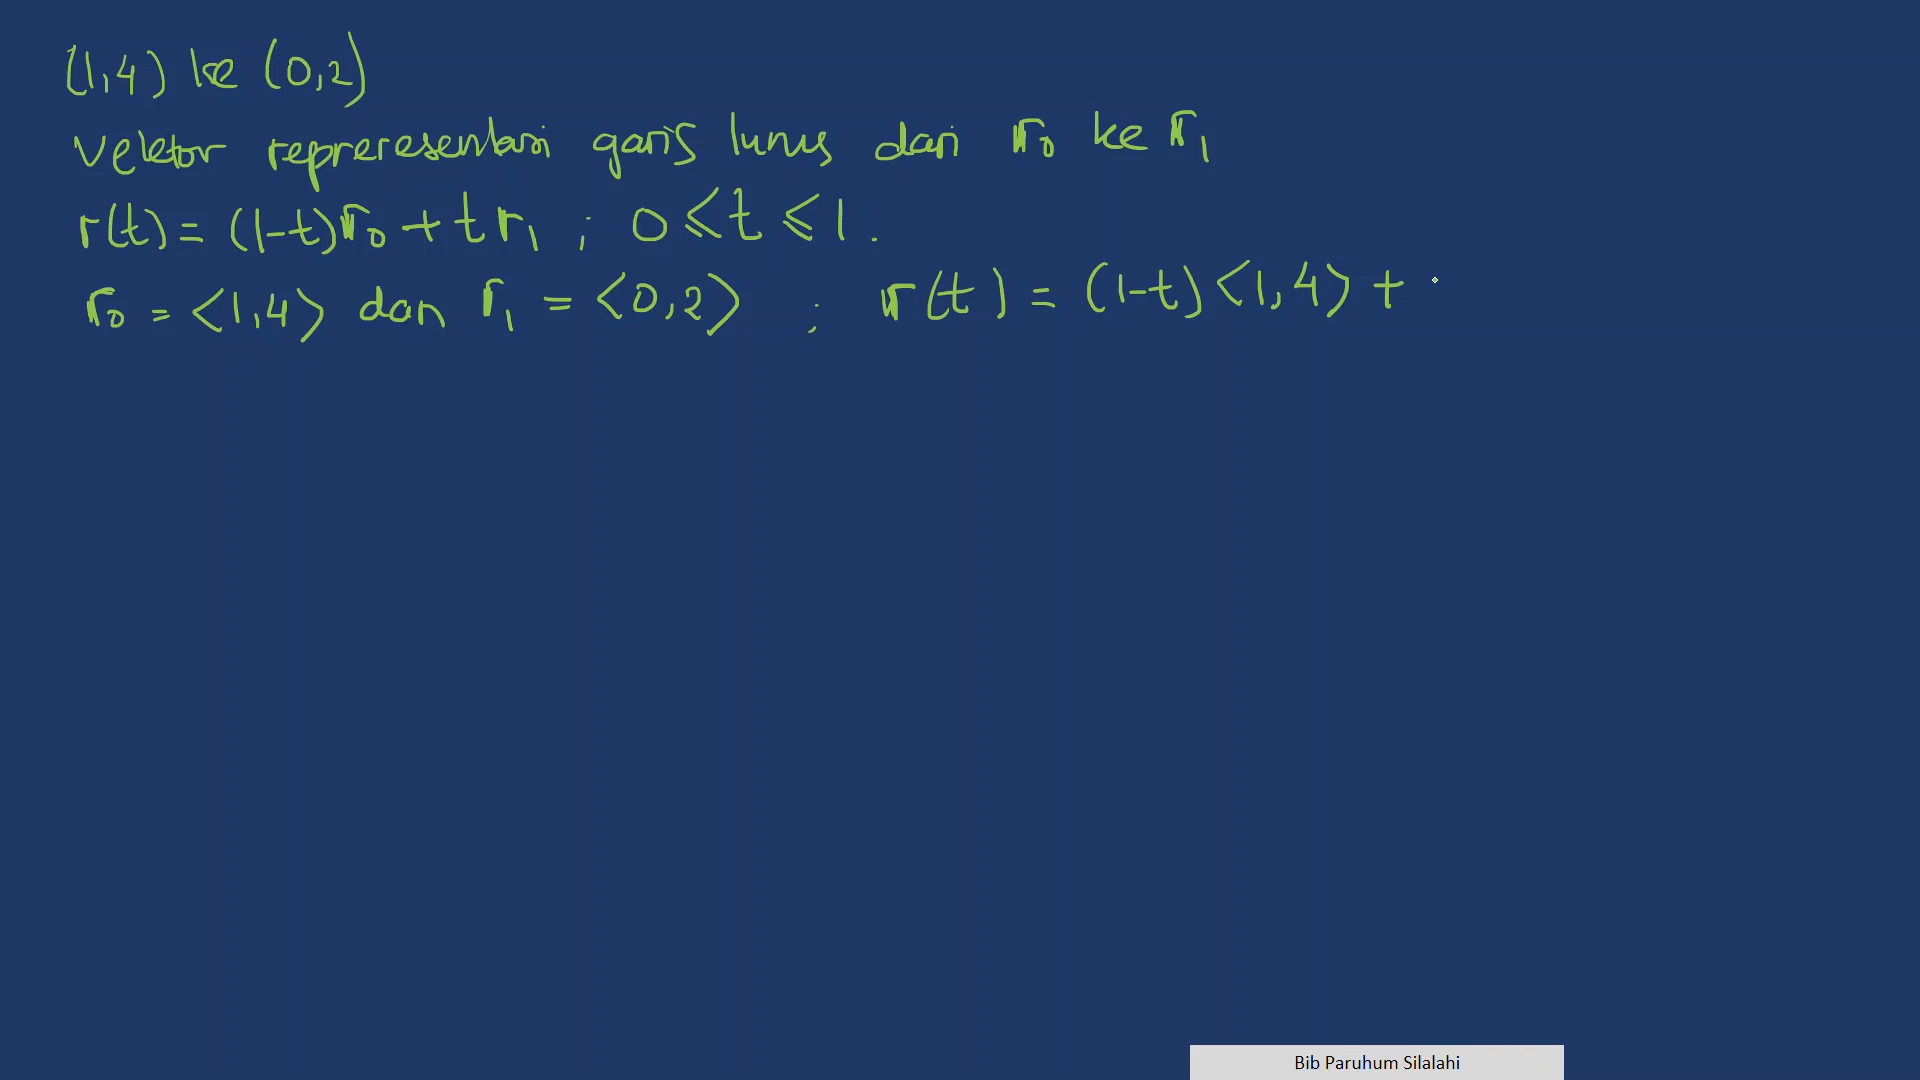 (1,4) ke (0,2)
Vektor repreresentasi garis lurus dari r₀ ke r₁
r(t) = (1-t)r₀ + t r₁ ; 0 ≤ t ≤ 1.
r₀ = <1,4> dan r₁ = <0,2> ; r(t) = (1-t) <1,4> +
Bib Paruhum Silalahi